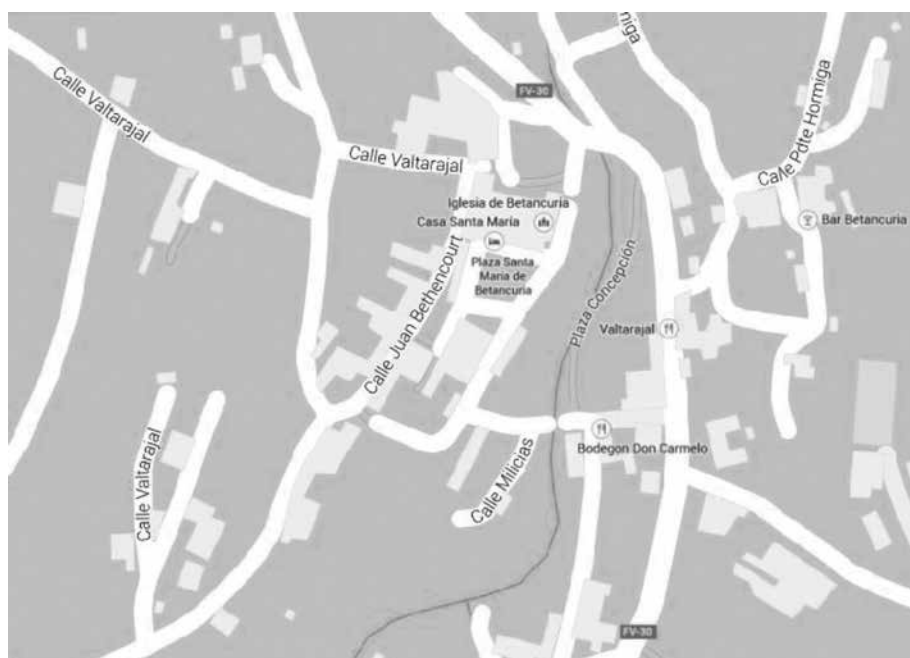 niga
Calle Valtarajal
FV-30
Calle Pdte Hormiga
Calle Valtarajal
Iglesia de Betancuria
Casa Santa María
Bar Betancuria
Plaza Santa
María de
Betancuria
Plaza Concepción
Calle Juan Bethencourt
Valtarajal
Bodegon Don Carmelo
Calle Milicias
Calle Valtarajal
FV-30